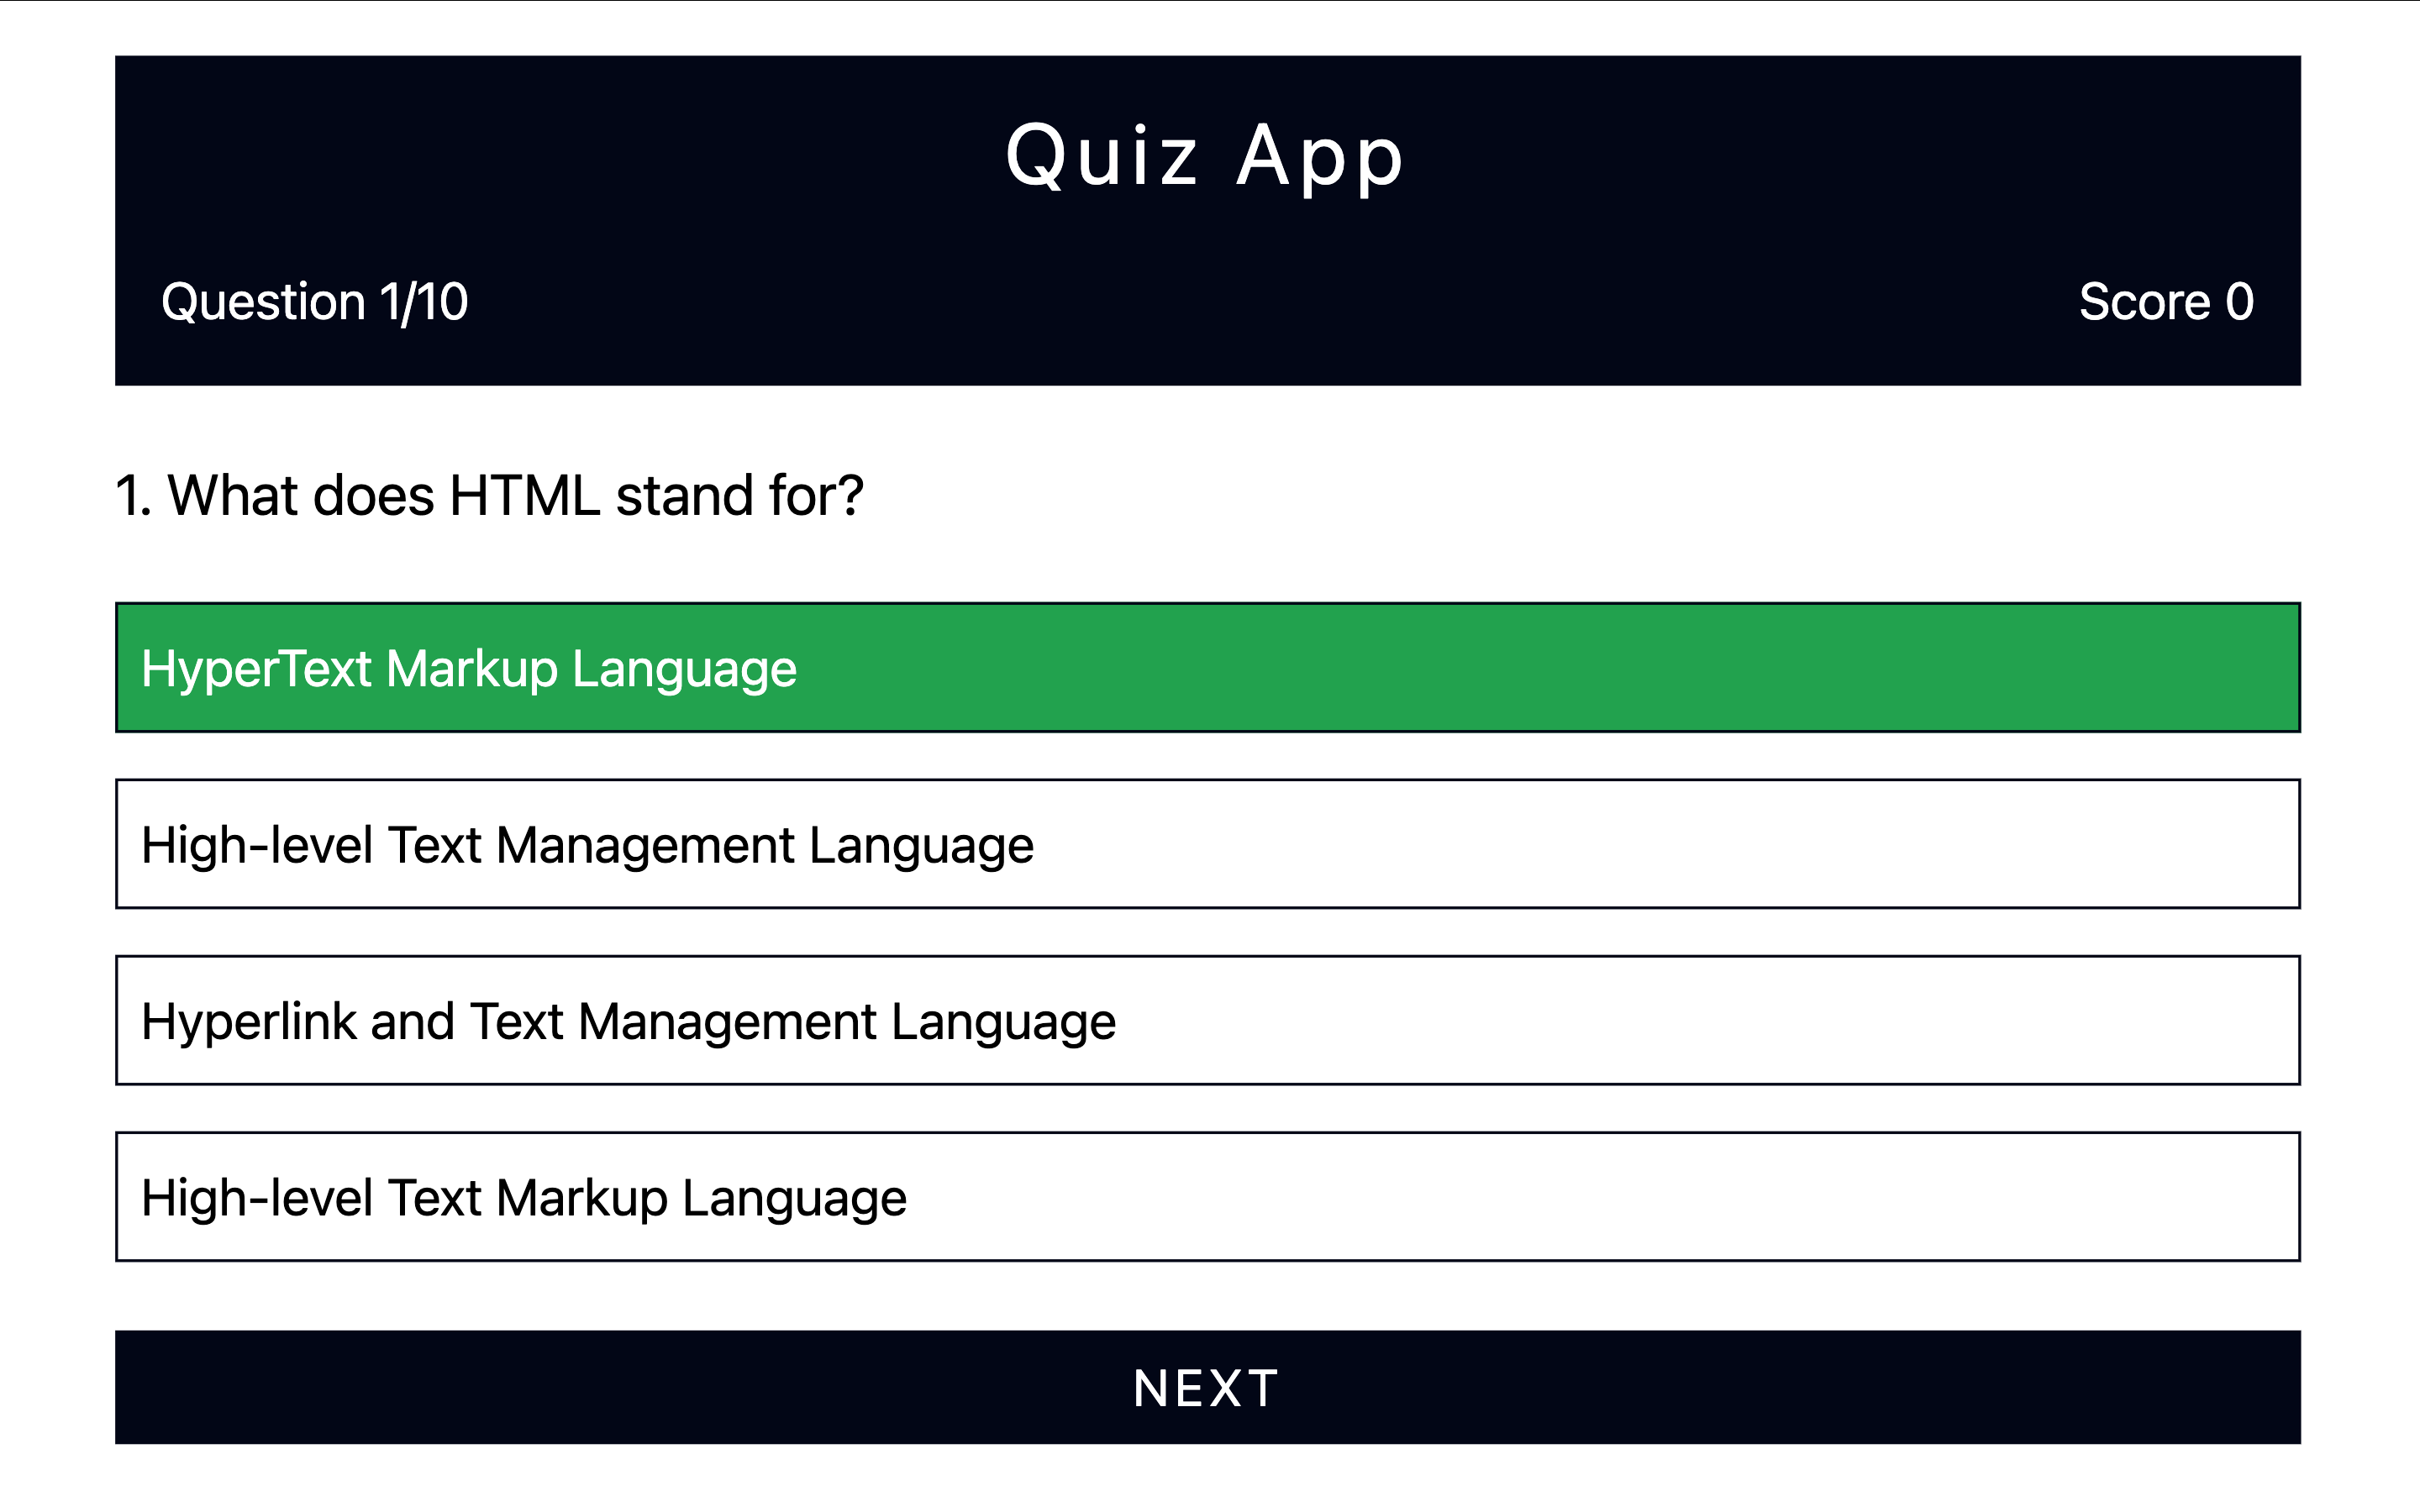 Quiz App
Question 1/10 Score 0
1. What does HTML stand for?
HyperText Markup Language
High-level Text Management Language
Hyperlink and Text Management Language
High-level Text Markup Language
NEXT